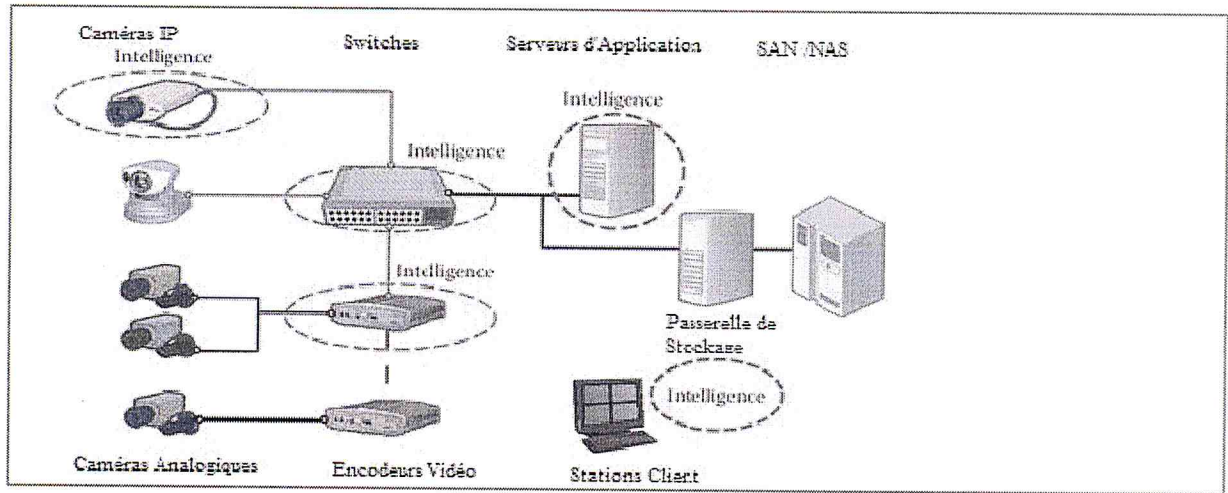 Caméras IP
Switches
Serveurs d'Application
SAN /NAS
Intelligence
Intelligence
Intelligence
Intelligence
Passerelle de
Stockage
Intelligence
Caméras Analogiques
Encodeurs Vidéo
Stations Client